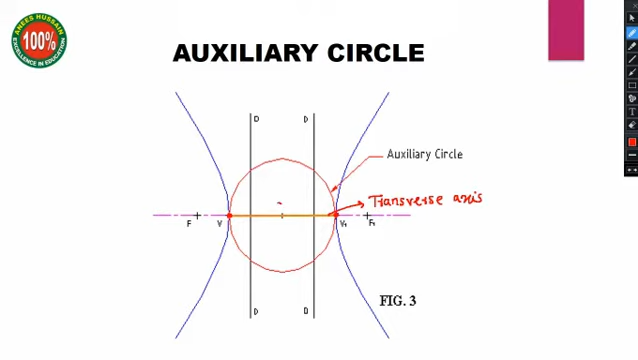 ANEES HUSSAIN
100%
EXCELLENCE IN EDUCATION
AUXILIARY CIRCLE
D D
Auxiliary Circle
Transverse axis
F V V₁ F₁
D D
FIG. 3